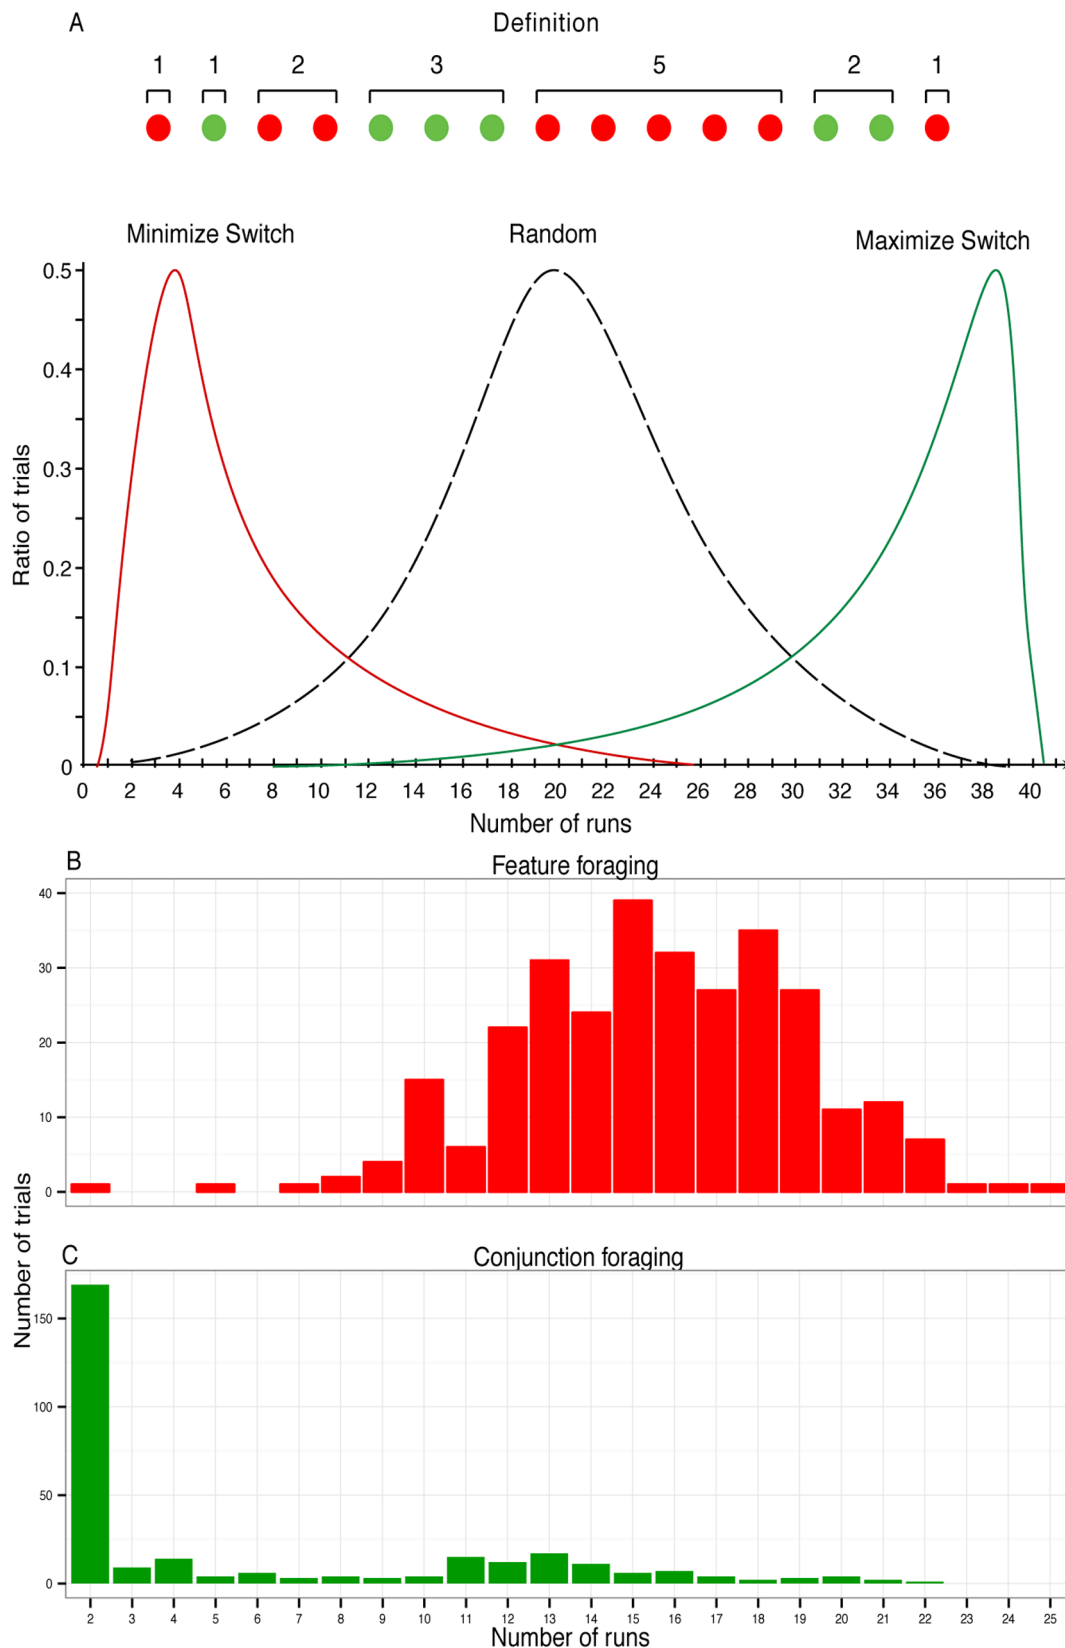 A
Definition
1 1 2 3 5 2 1
Minimize Switch
Random
Maximize Switch
0.5
0.4
0.3
0.2
0.1
0
Ratio of trials
0 2 4 6 8 10 12 14 16 18 20 22 24 26 28 30 32 34 36 38 40
Number of runs
B
Feature foraging
40
30
20
10
0
Number of trials
C
Conjunction foraging
150
100
50
0
2 3 4 5 6 7 8 9 10 11 12 13 14 15 16 17 18 19 20 21 22 23 24 25
Number of runs